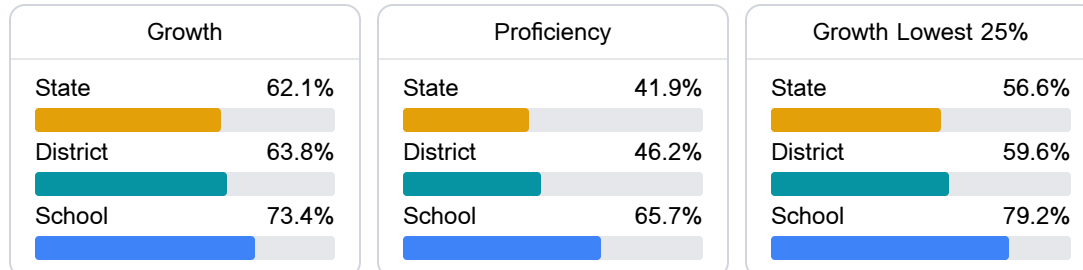 Growth
State 62.1%
District 63.8%
School 73.4%
Proficiency
State 41.9%
District 46.2%
School 65.7%
Growth Lowest 25%
State 56.6%
District 59.6%
School 79.2%